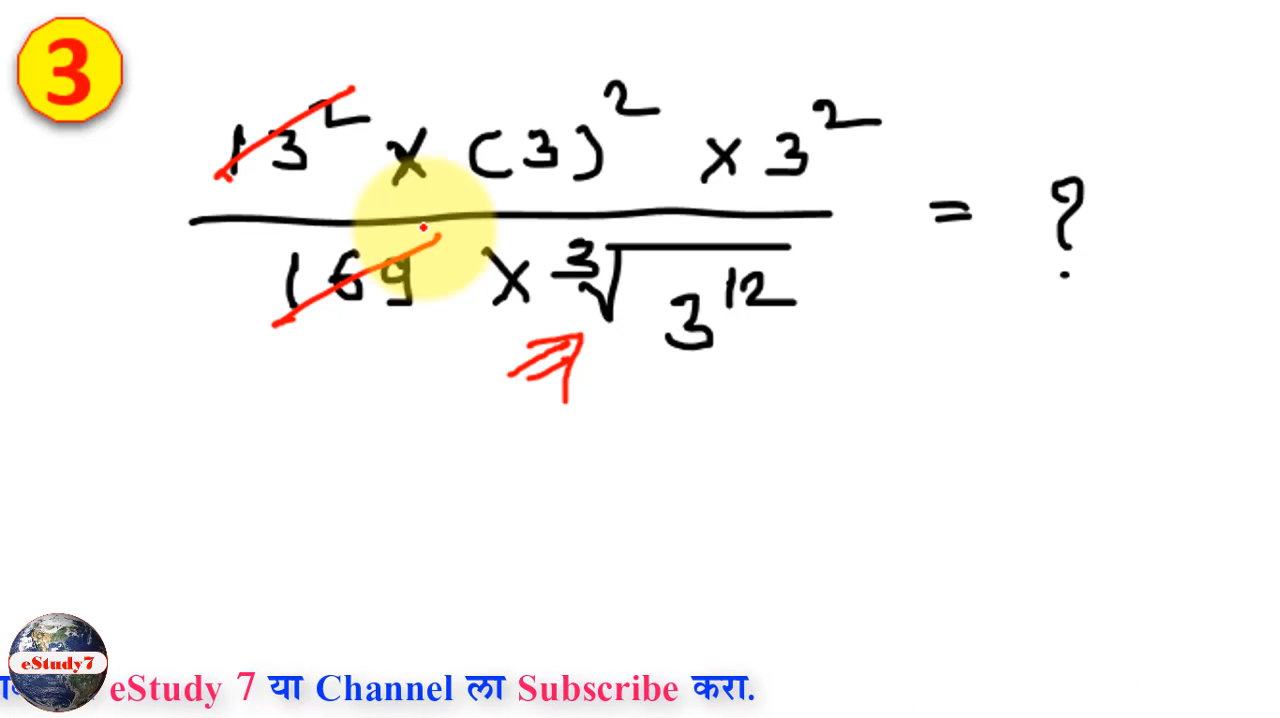 3
13² × (3)² × 3²
169 × ∛3¹² = ?
eStudy7
eStudy 7 या Channel ला Subscribe करा.